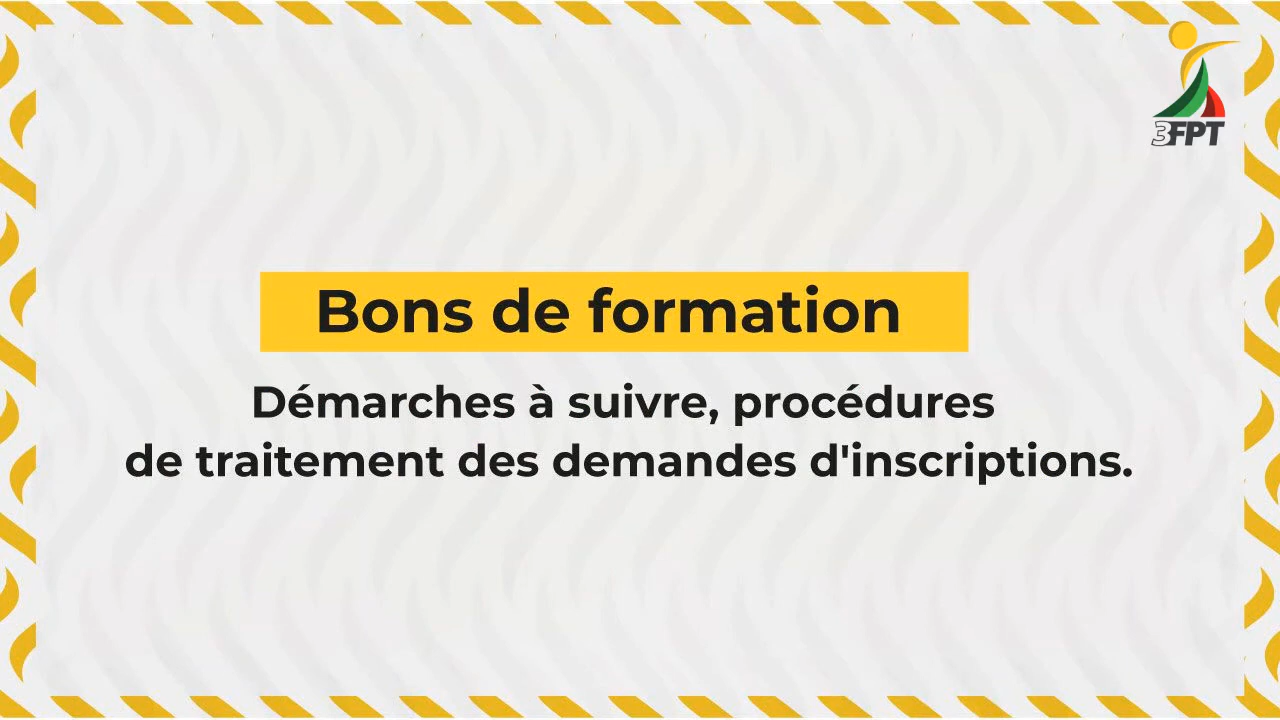 3FPT
Bons de formation
Démarches à suivre, procédures
de traitement des demandes d'inscriptions.